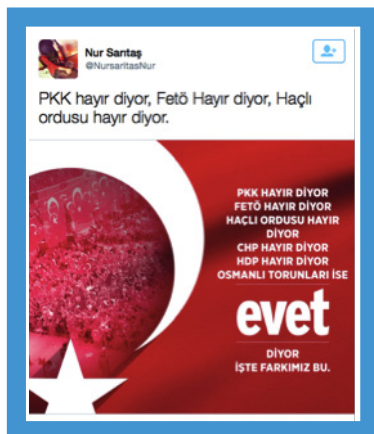 Nur Sarıtaş
@NursaritasNur
PKK hayır diyor, Fetö Hayır diyor, Haçlı
ordusu hayır diyor.
PKK HAYIR DİYOR
FETÖ HAYIR DİYOR
HAÇLI ORDUSU HAYIR
DİYOR
CHP HAYIR DİYOR
HDP HAYIR DİYOR
OSMANLI TORUNLARI İSE
evet
DİYOR
İŞTE FARKIMIZ BU.